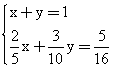 x + y = 1
2/5 x + 3/10 y = 5/16